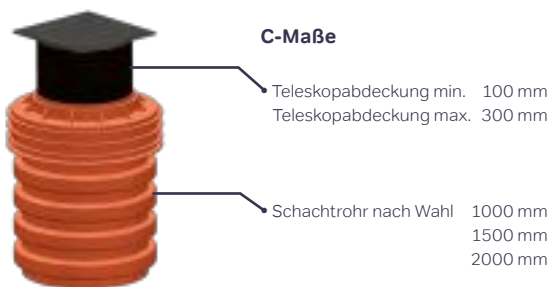 C-Maße
Teleskopabdeckung min. 100 mm
Teleskopabdeckung max. 300 mm
Schachtrohr nach Wahl 1000 mm
1500 mm
2000 mm